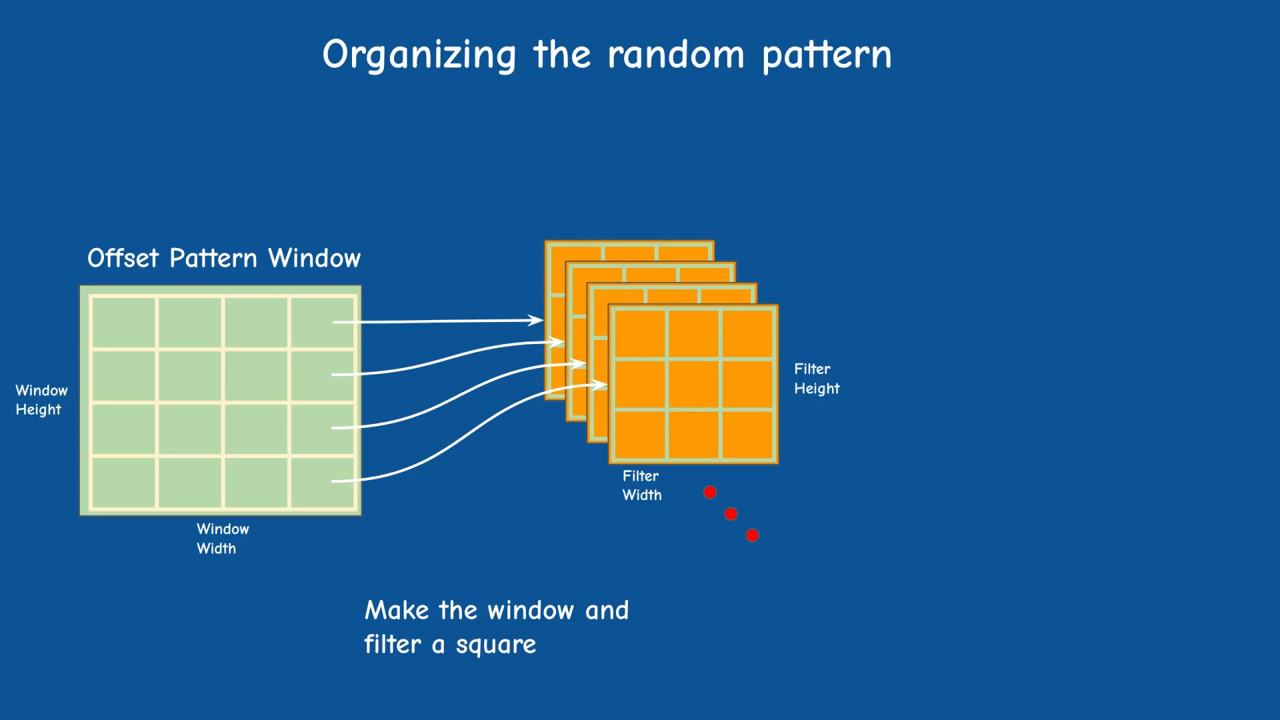 Organizing the random pattern
Offset Pattern Window
Window
Height
Window
Width
Filter
Height
Filter
Width
Make the window and
filter a square